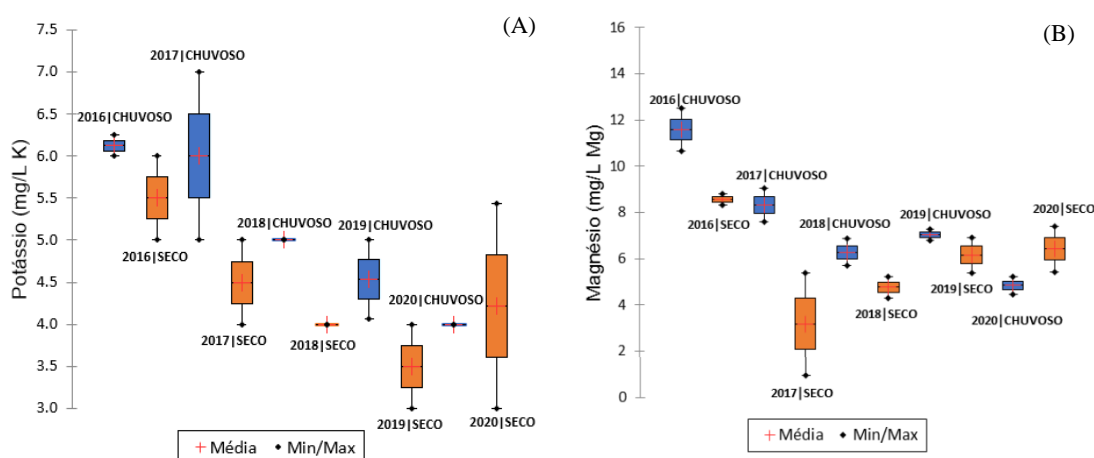 (A)
Potássio (mg/L K)
7.5
7.0
6.5
6.0
5.5
5.0
4.5
4.0
3.5
3.0
2016|CHUVOSO
2016|SECO
2017|CHUVOSO
2017|SECO
2018|CHUVOSO
2018|SECO
2019|CHUVOSO
2019|SECO
2020|CHUVOSO
2020|SECO
Média Min/Max
(B)
Magnésio (mg/L Mg)
16
14
12
10
8
6
4
2
0
2016|CHUVOSO
2016|SECO
2017|CHUVOSO
2017|SECO
2018|CHUVOSO
2018|SECO
2019|CHUVOSO
2019|SECO
2020|CHUVOSO
2020|SECO
Média Min/Max